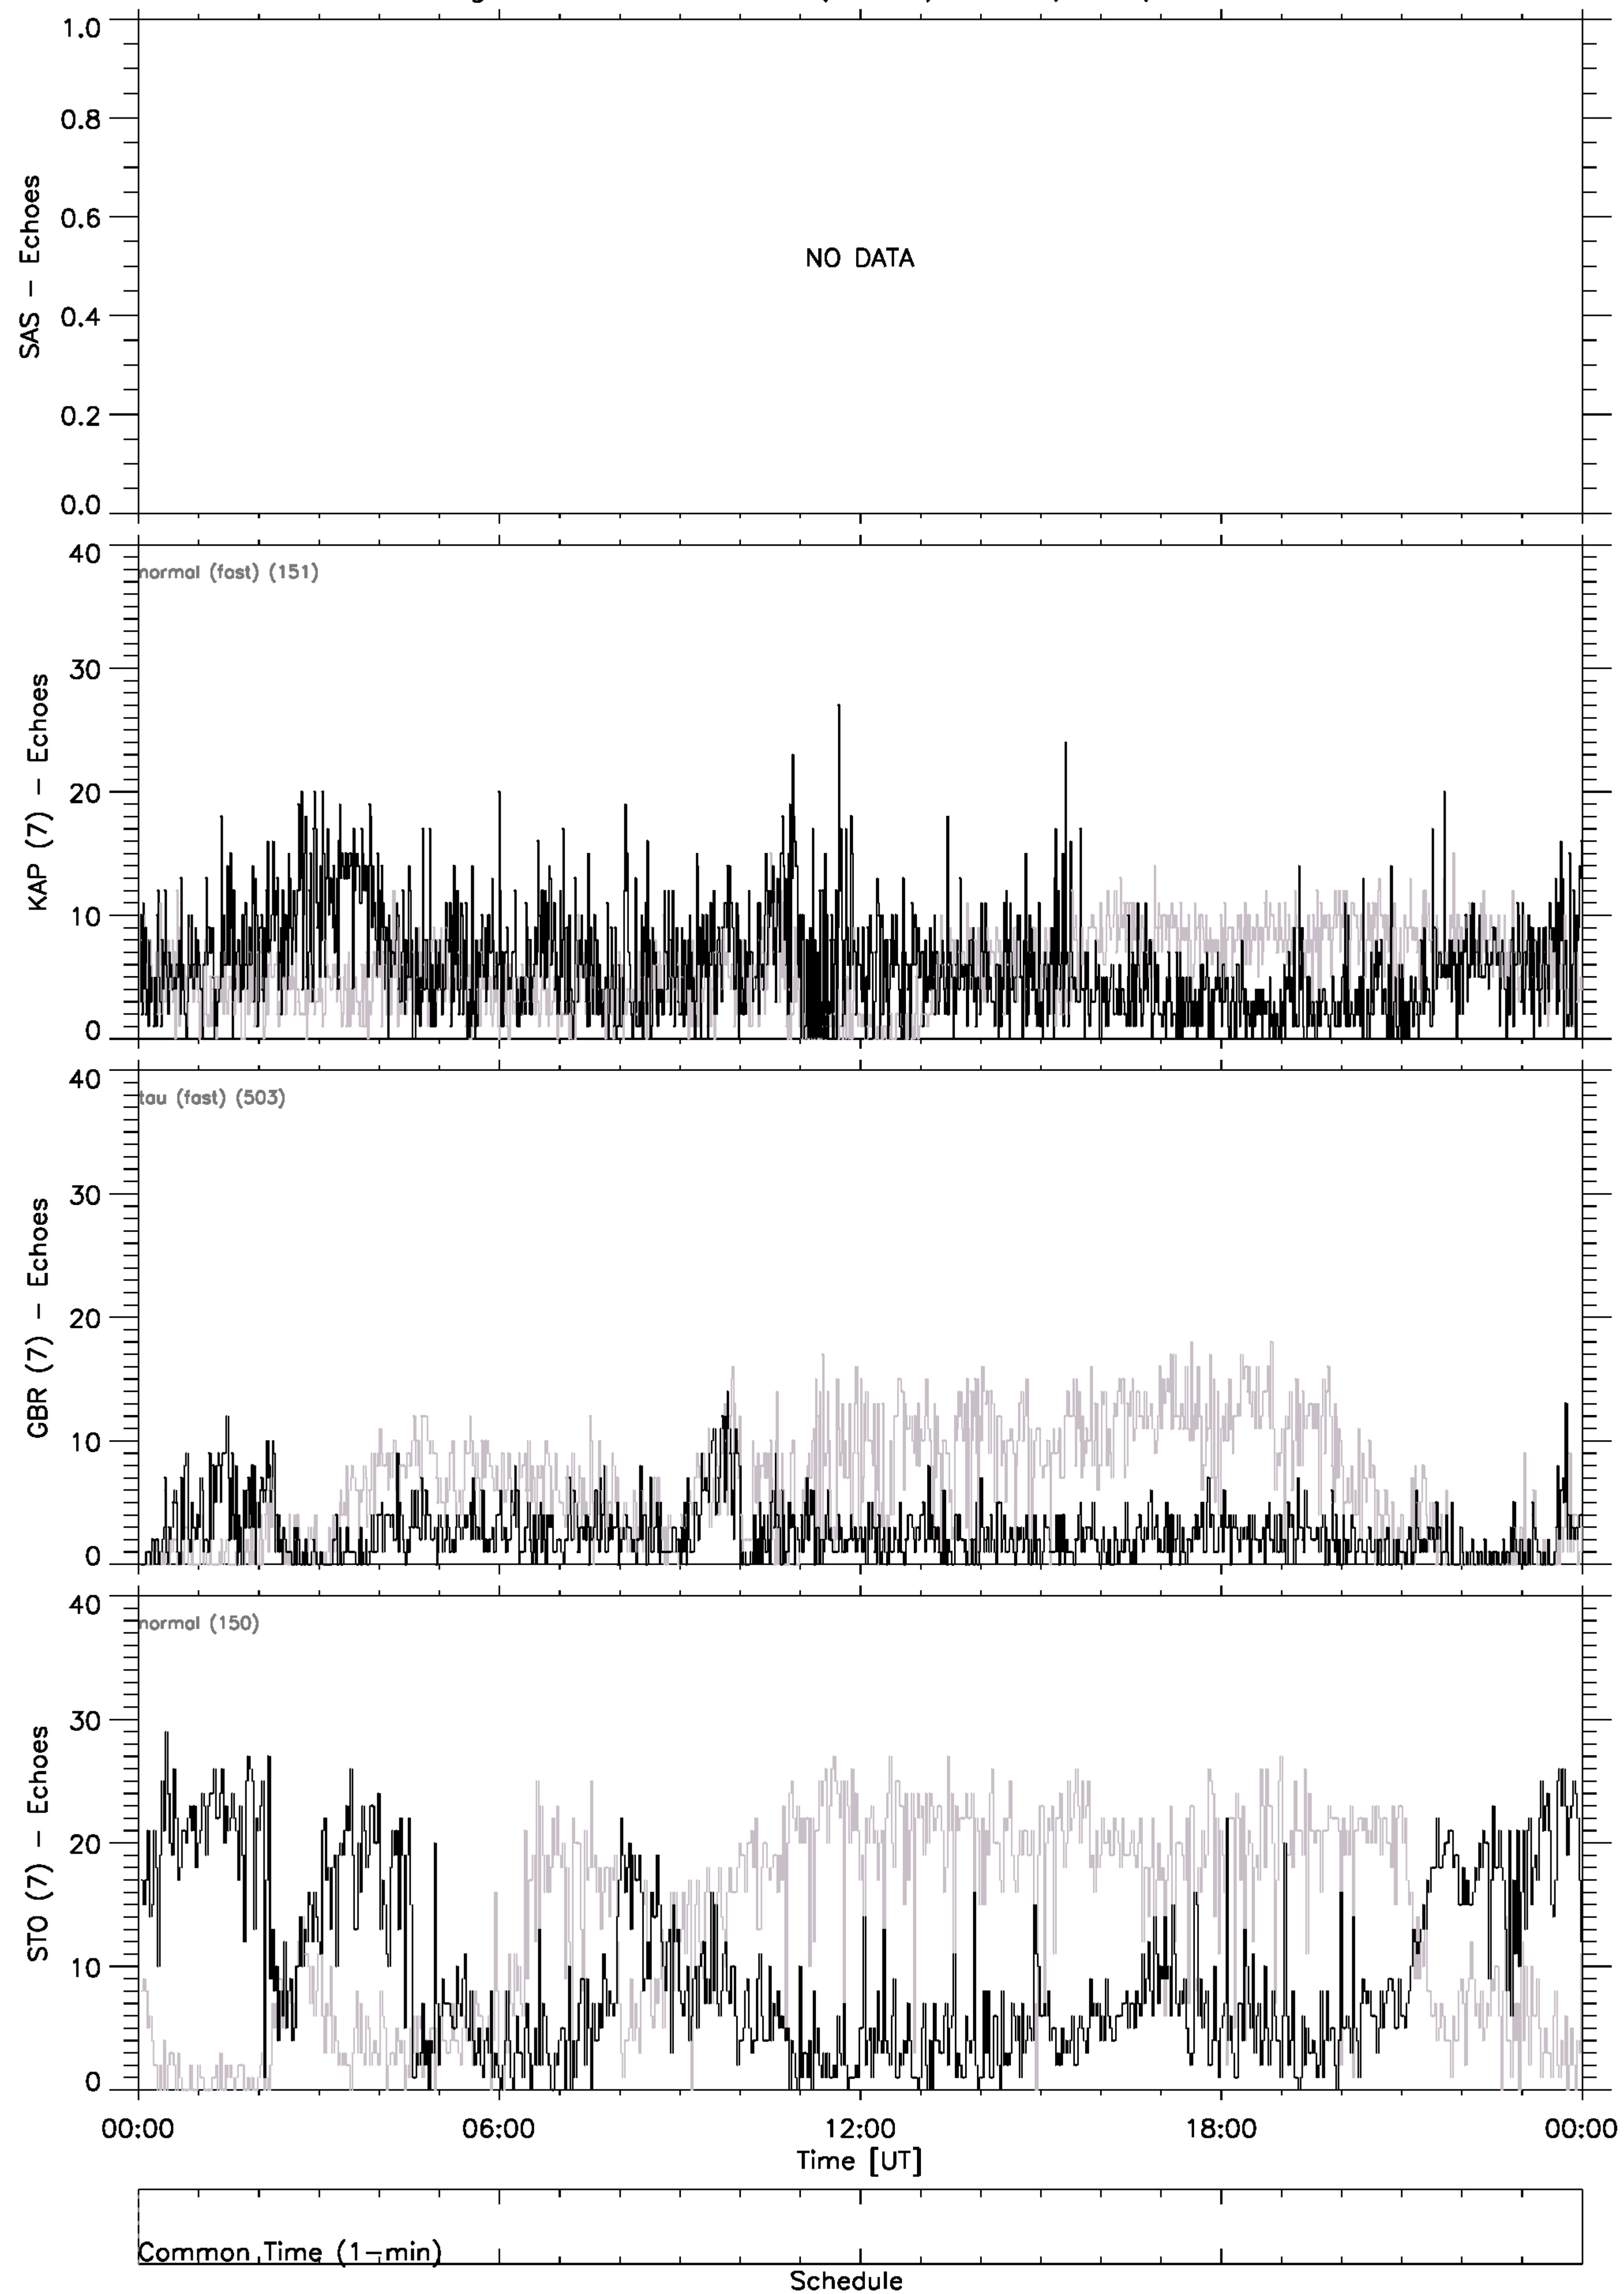 1.0
0.8
0.6
0.4
0.2
0.0
SAS - Echoes
NO DATA
40
30
20
10
0
KAP (7) - Echoes
normal (fast) (151)
40
30
20
10
0
GBR (7) - Echoes
tau (fast) (503)
40
30
20
10
0
STO (7) - Echoes
normal (150)
00:00 06:00 12:00 18:00 00:00
Time [UT]
Common Time (1-min)
Schedule